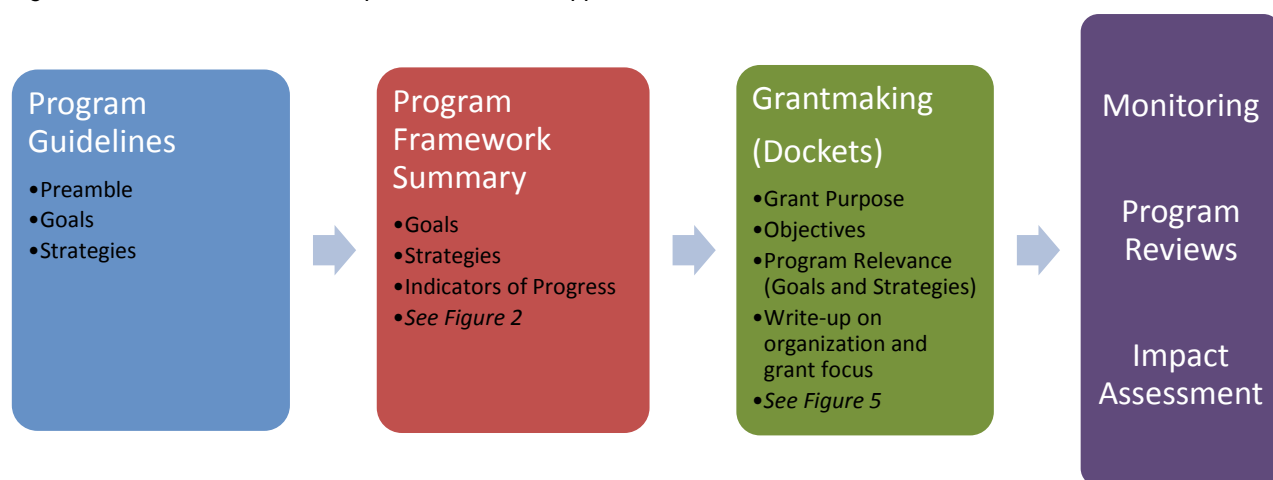 Program
Guidelines
•Preamble
•Goals
•Strategies
Program
Framework
Summary
•Goals
•Strategies
•Indicators of Progress
•See Figure 2
Grantmaking
(Dockets)
•Grant Purpose
•Objectives
•Program Relevance
(Goals and Strategies)
•Write-up on
organization and
grant focus
•See Figure 5
Monitoring
Program
Reviews
Impact
Assessment